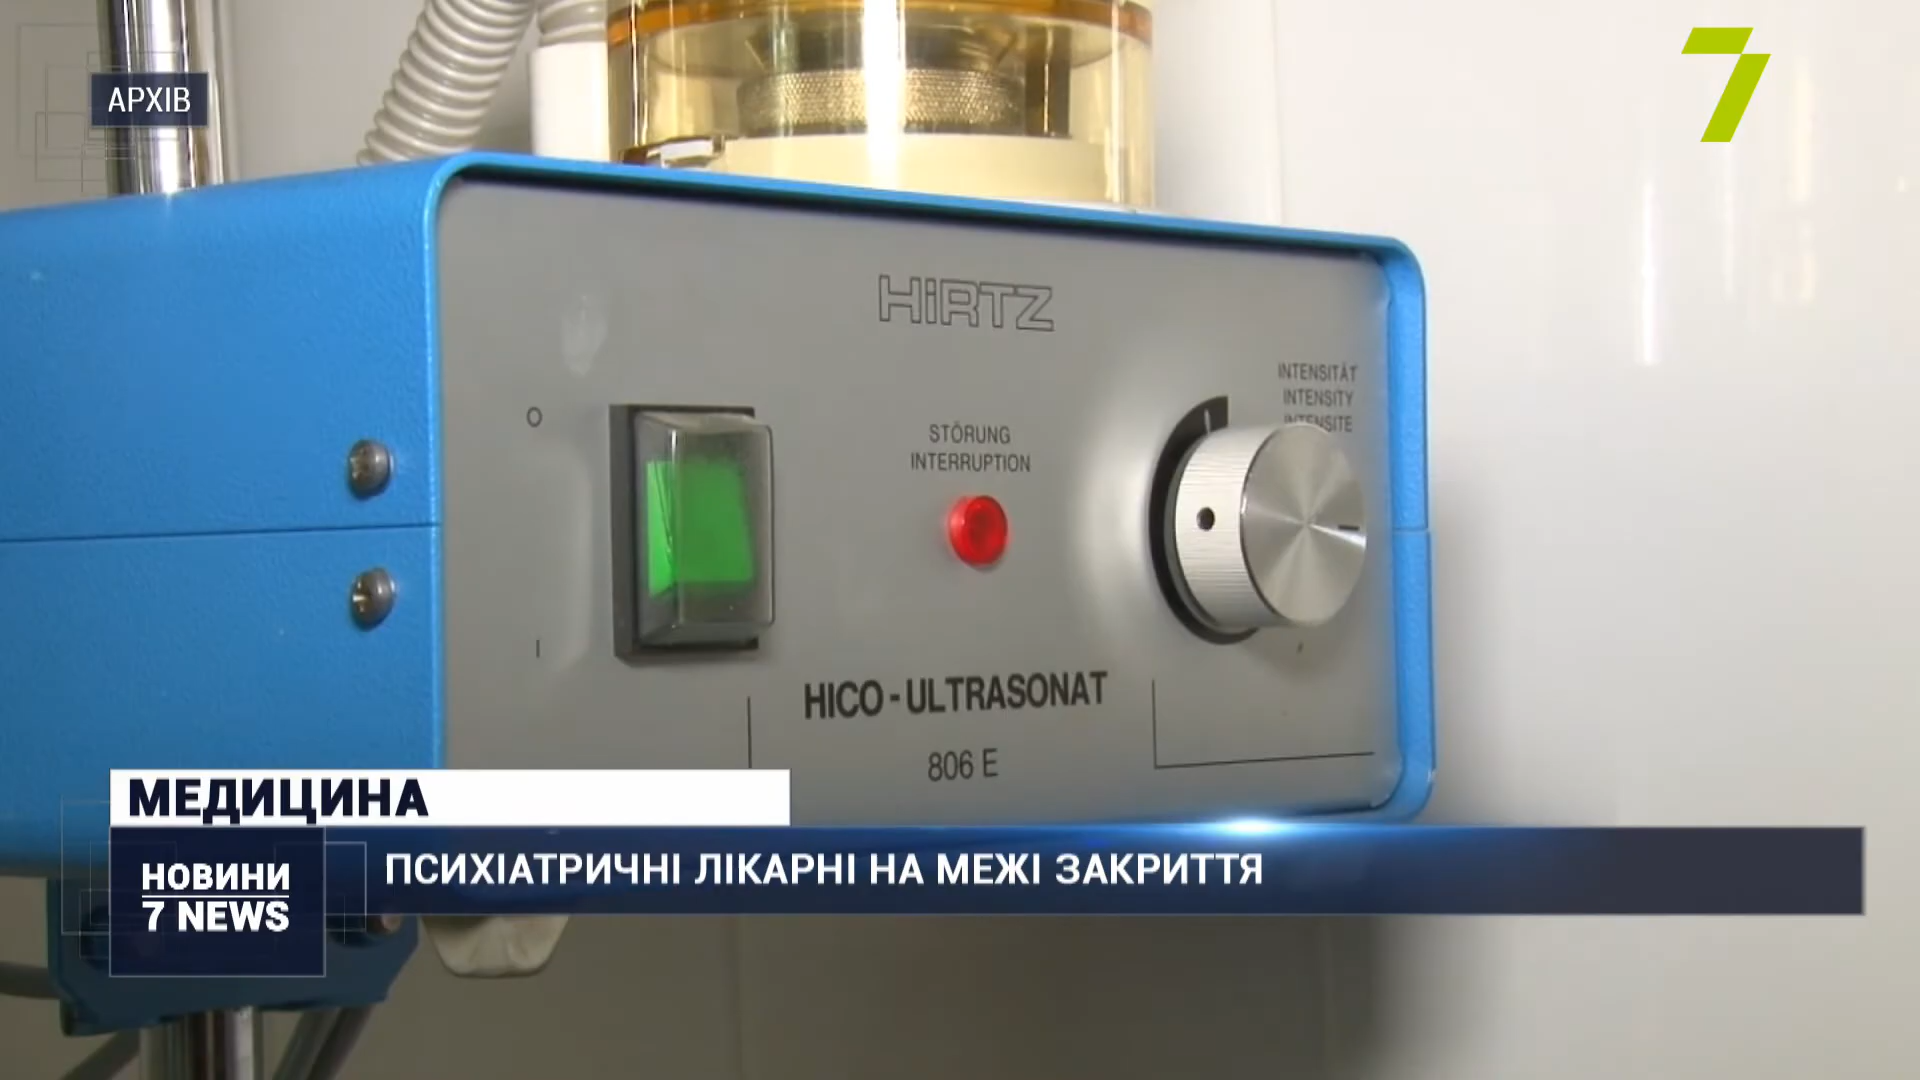 АРХІВ
7
HiRTZ
INTENSITÄT
INTENSITY
INTENSITE
O
STÖRUNG
INTERRUPTION
I
HICO - ULTRASONAT
806 E
МЕДИЦИНА
ПСИХІАТРИЧНІ ЛІКАРНІ НА МЕЖІ ЗАКРИТТЯ
НОВИНИ
7 NEWS